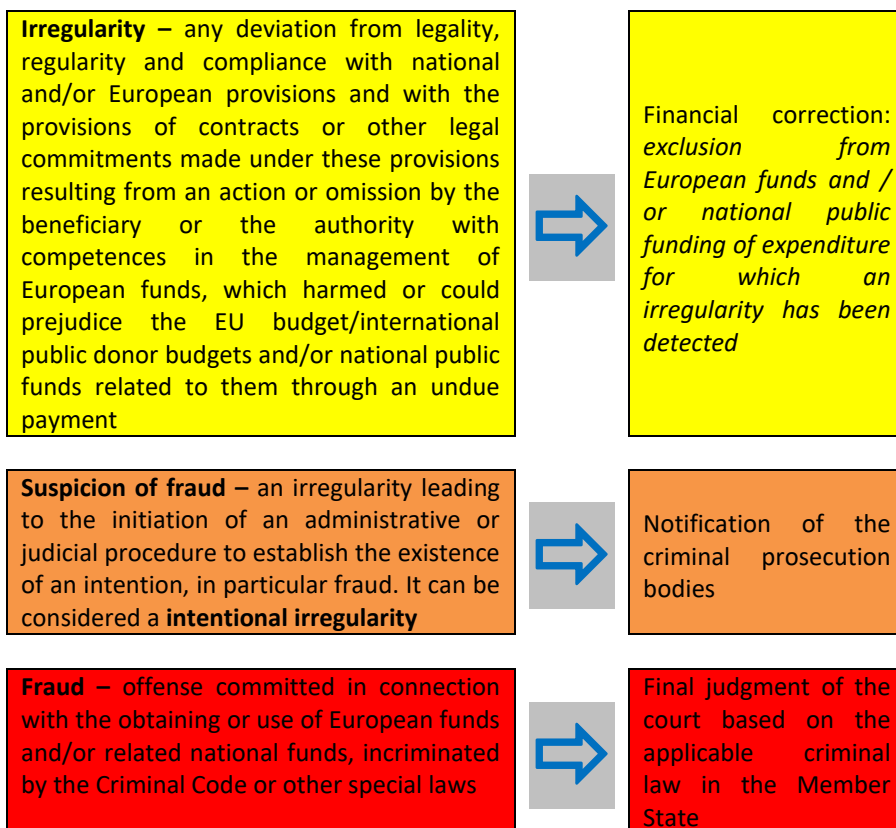 Irregularity – any deviation from legality,
regularity and compliance with national
and/or European provisions and with the
provisions of contracts or other legal
commitments made under these provisions
resulting from an action or omission by the
beneficiary or the authority with
competences in the management of
European funds, which harmed or could
prejudice the EU budget/international
public donor budgets and/or national public
funds related to them through an undue
payment
Financial correction:
exclusion from
European funds and /
or national public
funding of expenditure
for which an
irregularity has been
detected
Suspicion of fraud – an irregularity leading
to the initiation of an administrative or
judicial procedure to establish the existence
of an intention, in particular fraud. It can be
considered a intentional irregularity
Notification of the
criminal prosecution
bodies
Fraud – offense committed in connection
with the obtaining or use of European funds
and/or related national funds, incriminated
by the Criminal Code or other special laws
Final judgment of the
court based on the
applicable criminal
law in the Member
State